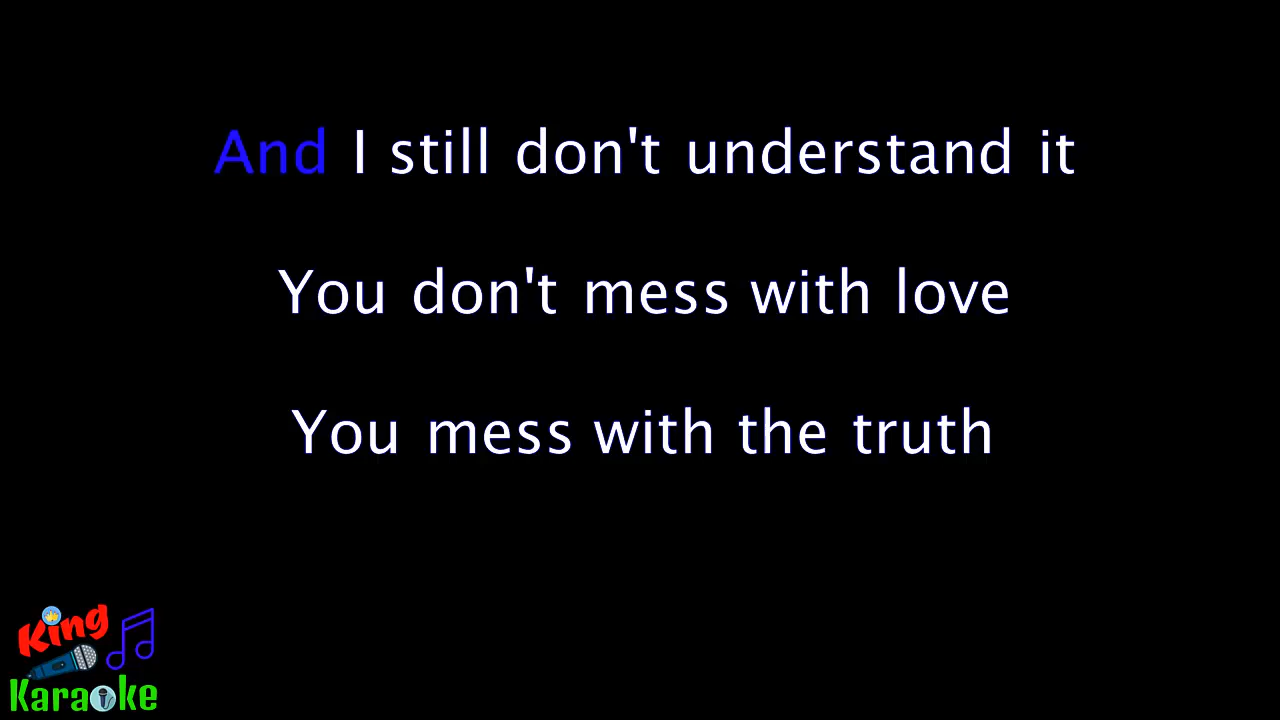 And I still don't understand it
You don't mess with love
You mess with the truth
King
Karaoke